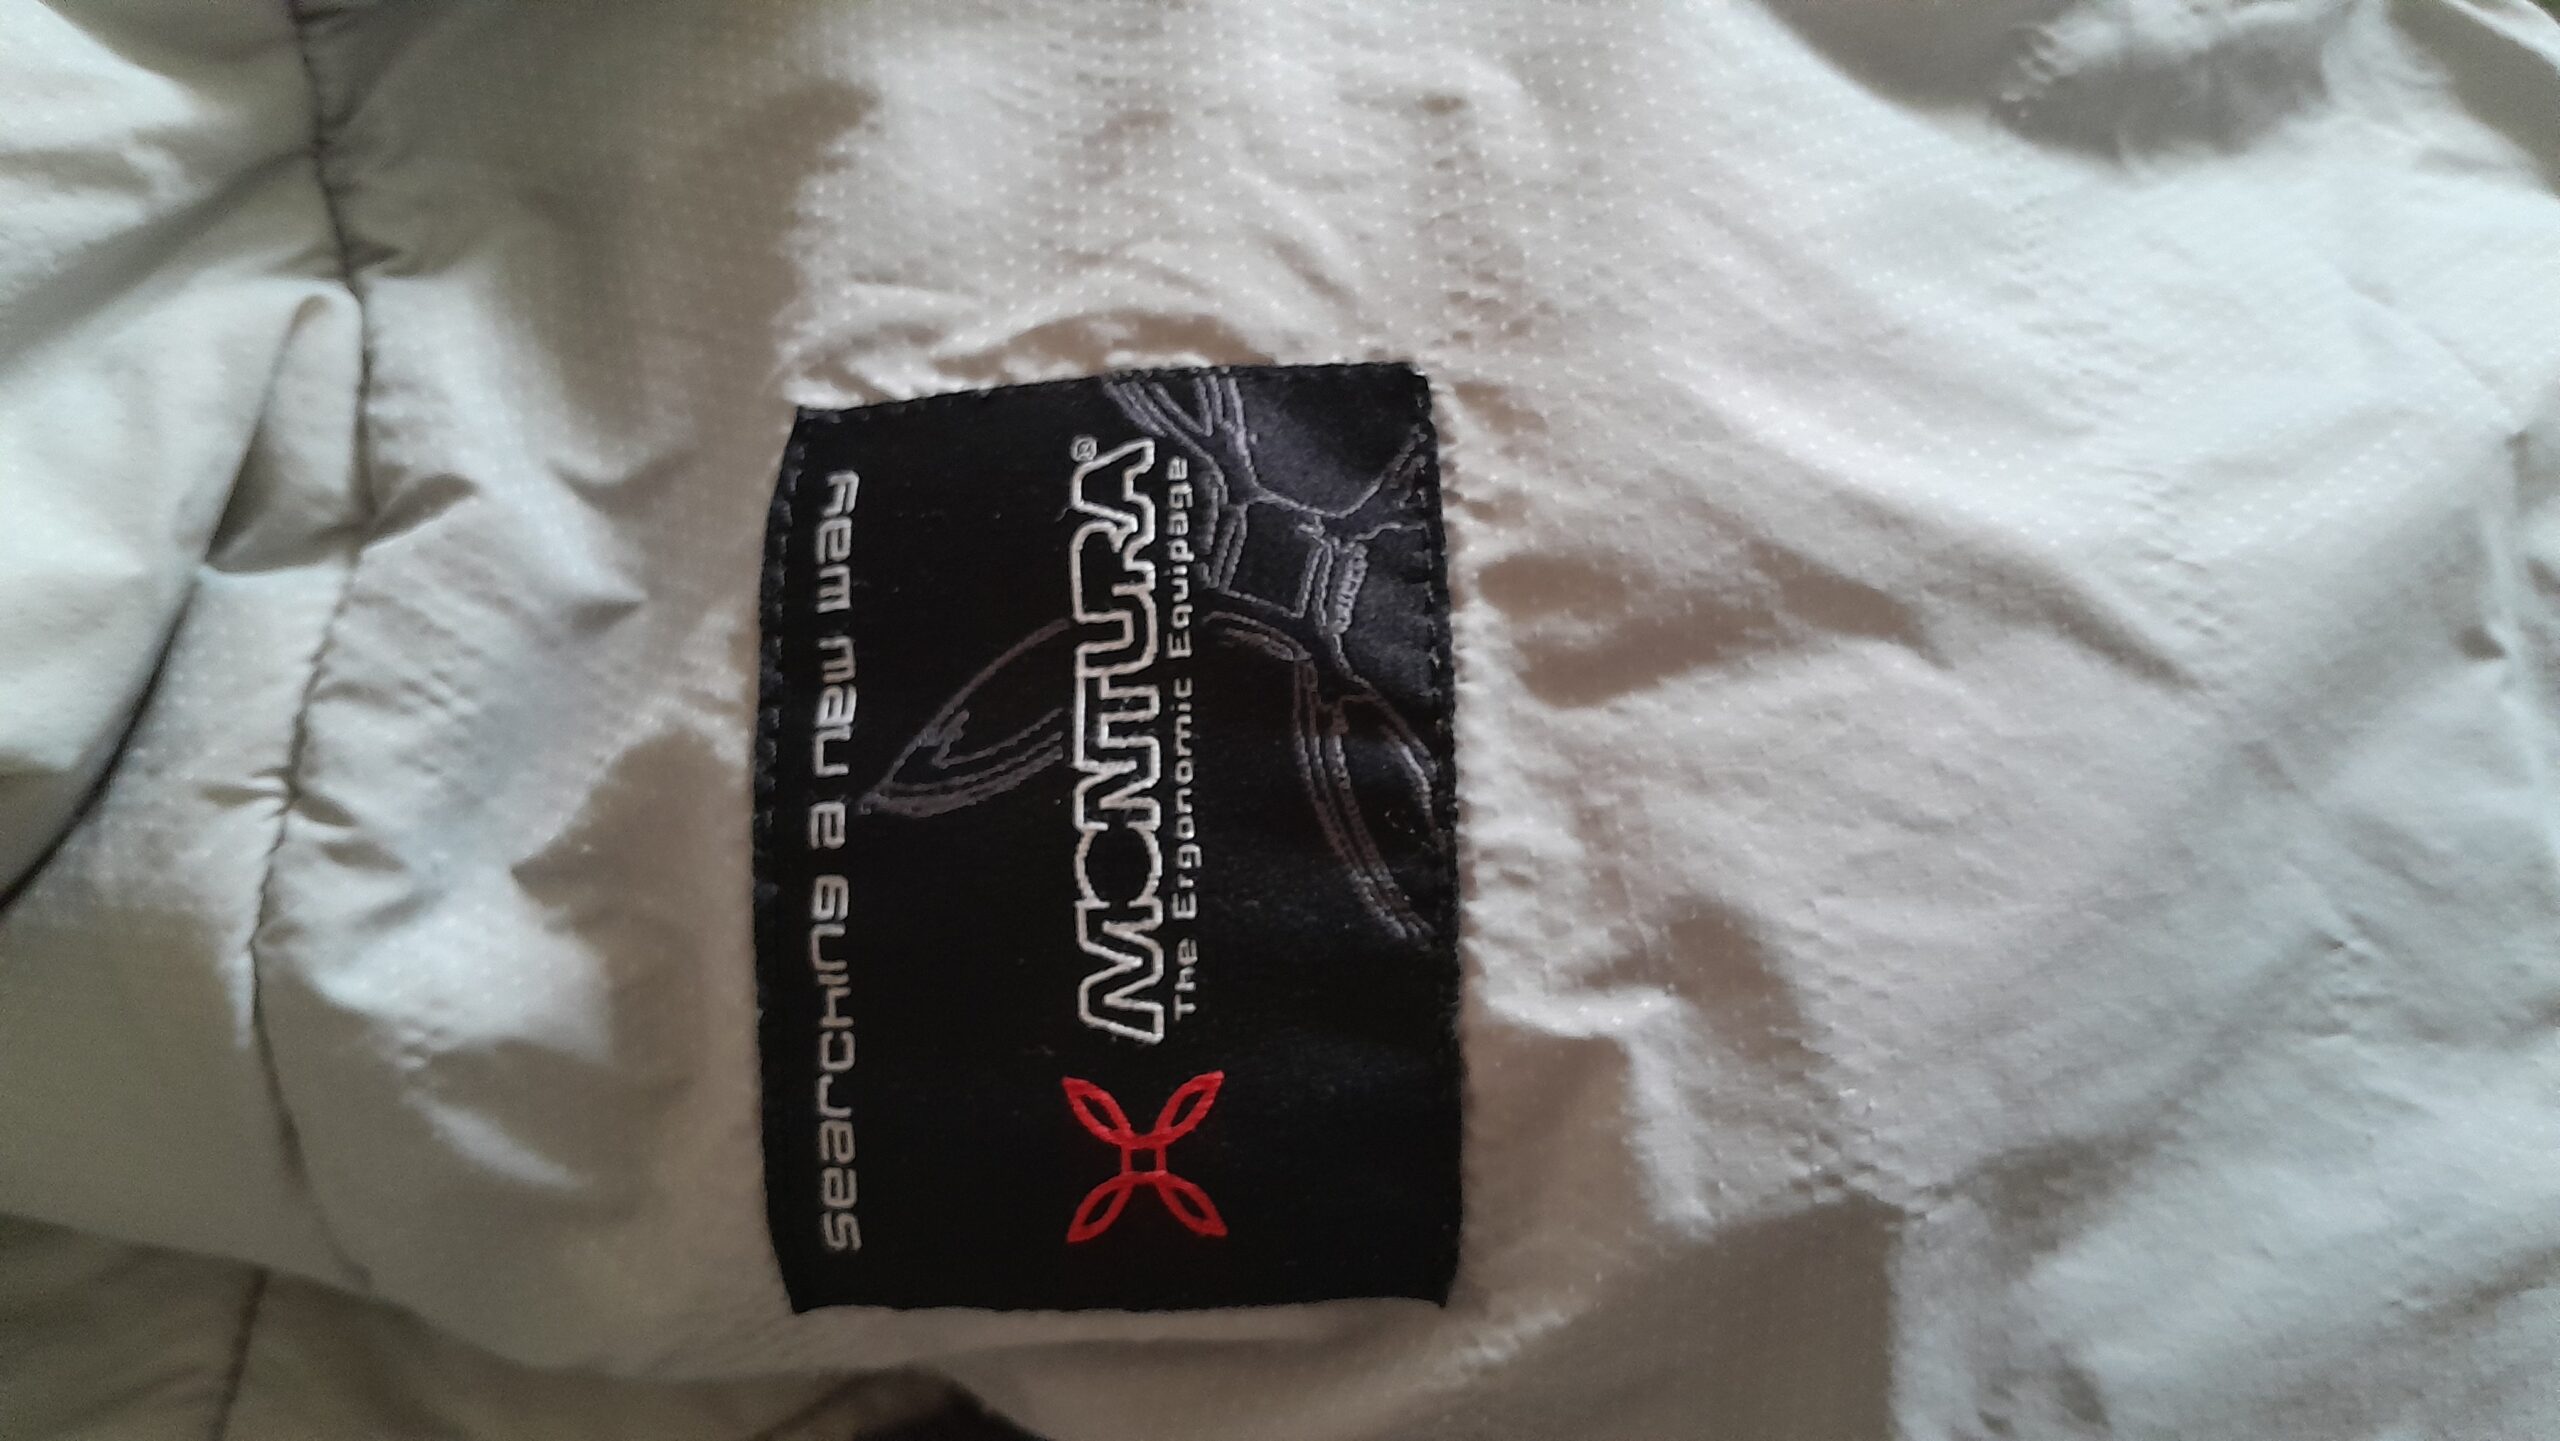 searching a new way
MONTURA®
The Ergonomic Equipage